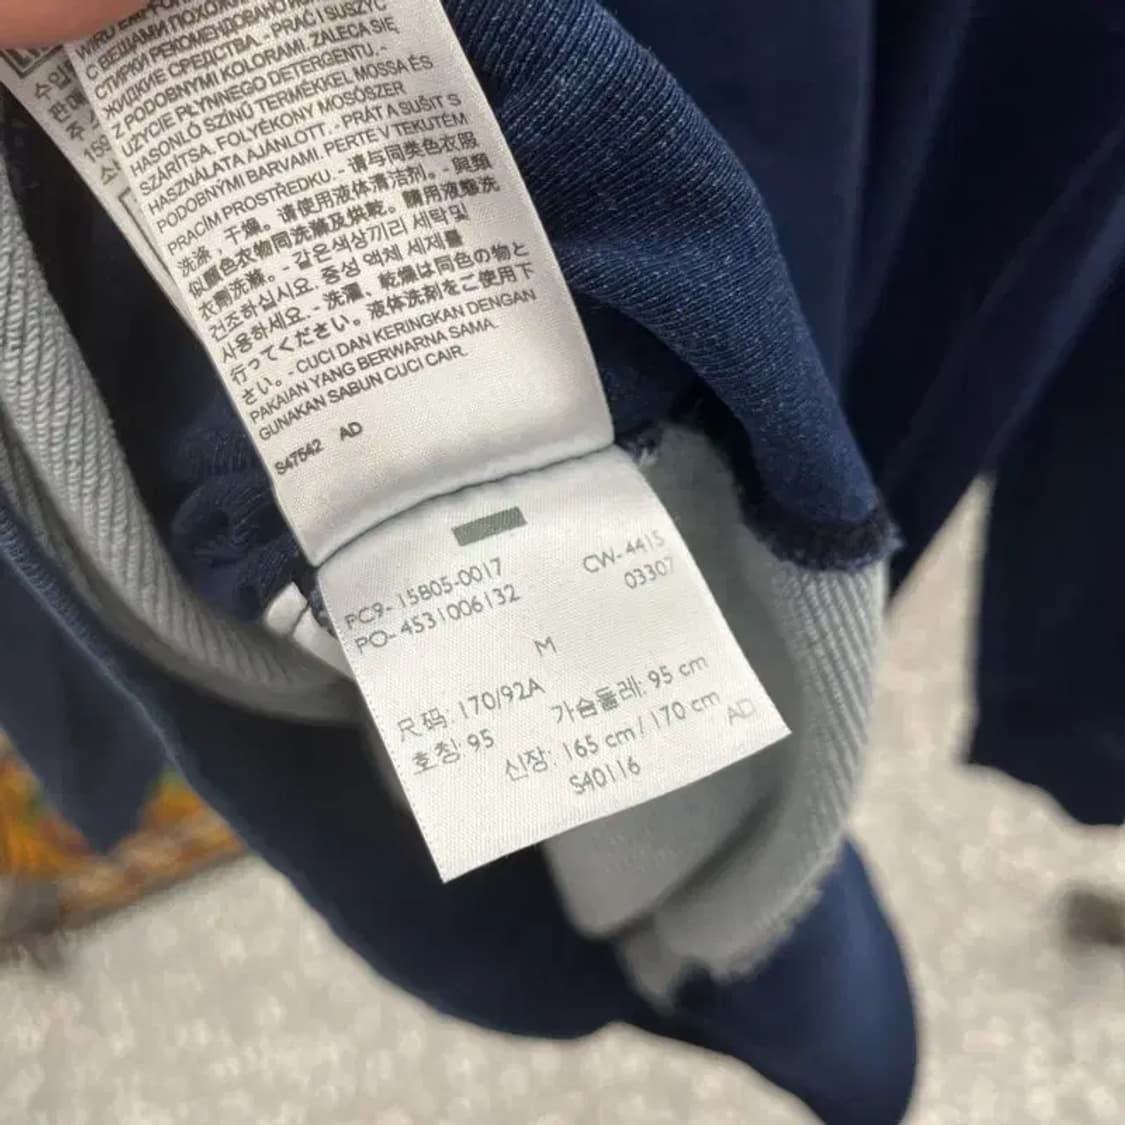 С ВЕЩАМИ ПОХОЖ
СТИРКИ РЕКОМЕНДОВАНО
ЖИДКИЕ СРЕДСТВА. - PRAĆ I SUSZYĆ
Z PODOBNYMI KOLORAMI. ZALECA SIĘ
UŻYCIE PŁYNNEGO DETERGENTU. -
HASONLÓ SZÍNŰ TERMÉKKEL MOSSA ÉS
SZÁRÍTSA. FOLYÉKONY MOSÓSZER
HASZNÁLATA AJÁNLOTT. - PRÁT A SUŠIT S
PODOBNÝMI BARVAMI. PERTE V TEKUTÉM
PRACÍM PROSTŘEDKU. - 请与同类色衣服
洗涤，干燥。请使用液体清洁剂。- 與類
似顏色衣物同洗滌及烘乾。請用液態洗
衣劑洗滌。- 같은색상끼리 세탁및
건조하십시요. 중성 액체 세제를
사용하세요. - 洗濯、乾燥は同色の物と
行ってください。液体洗剤をご使用下
さい。- CUCI DAN KERINGKAN DENGAN
PAKAIAN YANG BERWARNA SAMA.
GUNAKAN SABUN CUCI CAIR.
S47542 AD
PC9- 15B05-0017 CW- 4415
PO- 4531006132 03307
M
尺码: 170/92A 가슴둘레: 95 cm
호칭: 95 신장: 165 cm / 170 cm AD
S40116